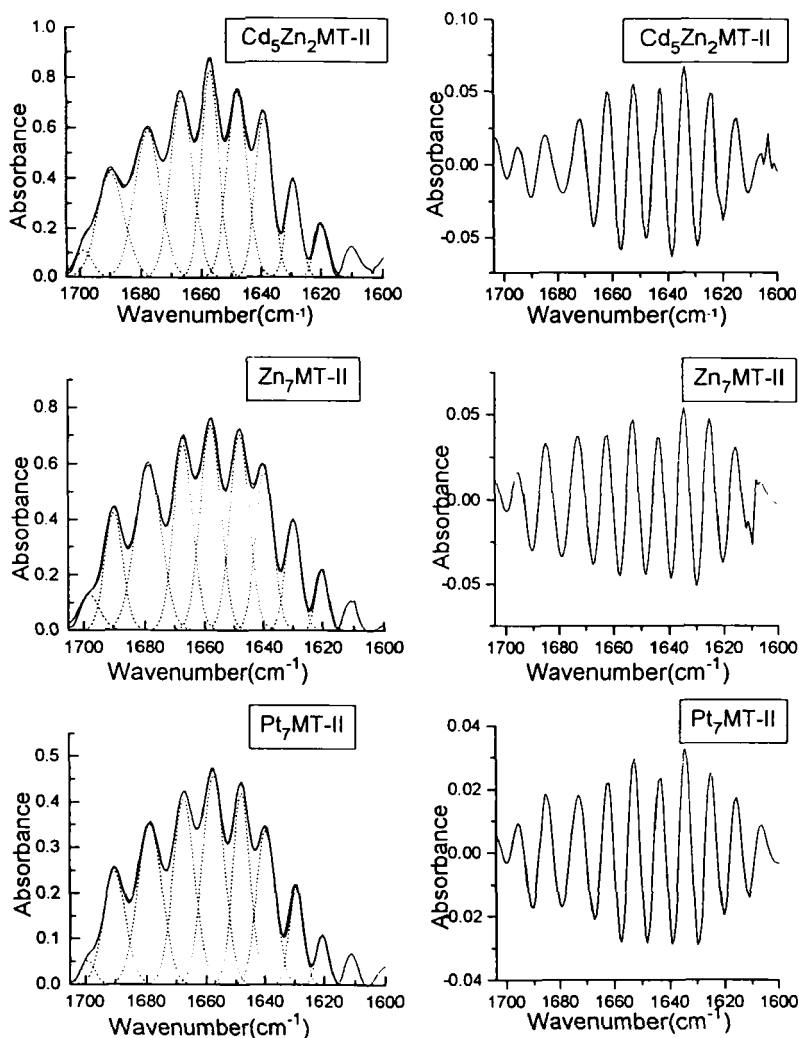 Cd5Zn2MT-II
Absorbance
1.0
0.8
0.6
0.4
0.2
0.0
1700 1680 1660 1640 1620 1600
Wavenumber(cm-1)
Cd5Zn2MT-II
Absorbance
0.10
0.05
0.00
-0.05
1700 1680 1660 1640 1620 1600
Wavenumber(cm-1)
Zn7MT-II
Absorbance
0.8
0.6
0.4
0.2
0.0
1700 1680 1660 1640 1620 1600
Wavenumber(cm-1)
Zn7MT-II
Absorbance
0.05
0.00
-0.05
1700 1680 1660 1640 1620 1600
Wavenumber(cm-1)
Pt7MT-II
Absorbance
0.5
0.4
0.3
0.2
0.1
0.0
1700 1680 1660 1640 1620 1600
Wavenumber(cm-1)
Pt7MT-II
Absorbance
0.04
0.02
0.00
-0.02
-0.04
1700 1680 1660 1640 1620 1600
Wavenumber(cm-1)